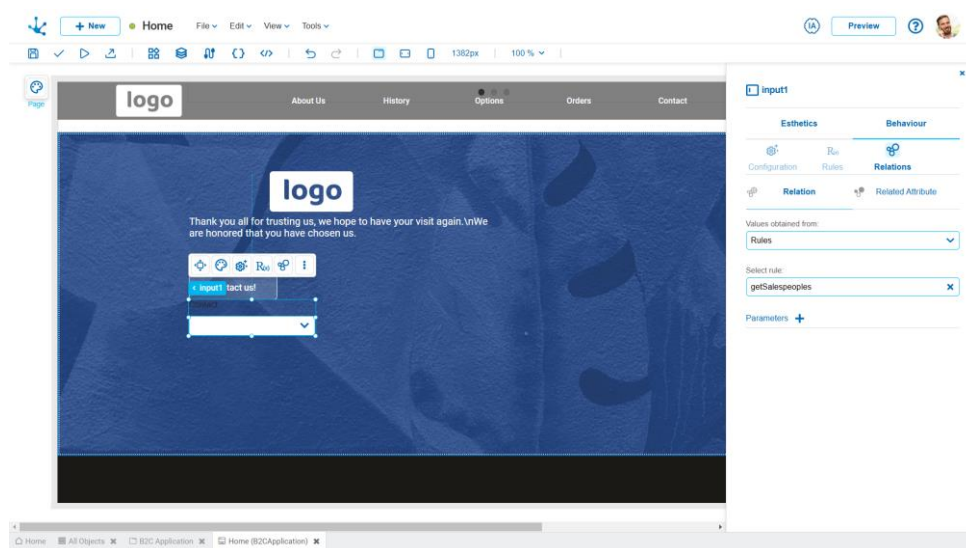 + New
Home
File
Edit
View
Tools
IA
Preview
?
1382px
100 %
Page
logo
About Us
History
Options
Orders
Contact
logo
Thank you all for trusting us, we hope to have your visit again.\nWe
are honored that you have chosen us.
R(x)
< input1
tact us!
input1
Esthetics
Behaviour
Configuration
Rules
Relations
Relation
Related Attribute
Values obtained from:
Rules
Select rule
getSalespeoples
Parameters +
Home
All Objects
B2C Application
Home (B2CApplication)